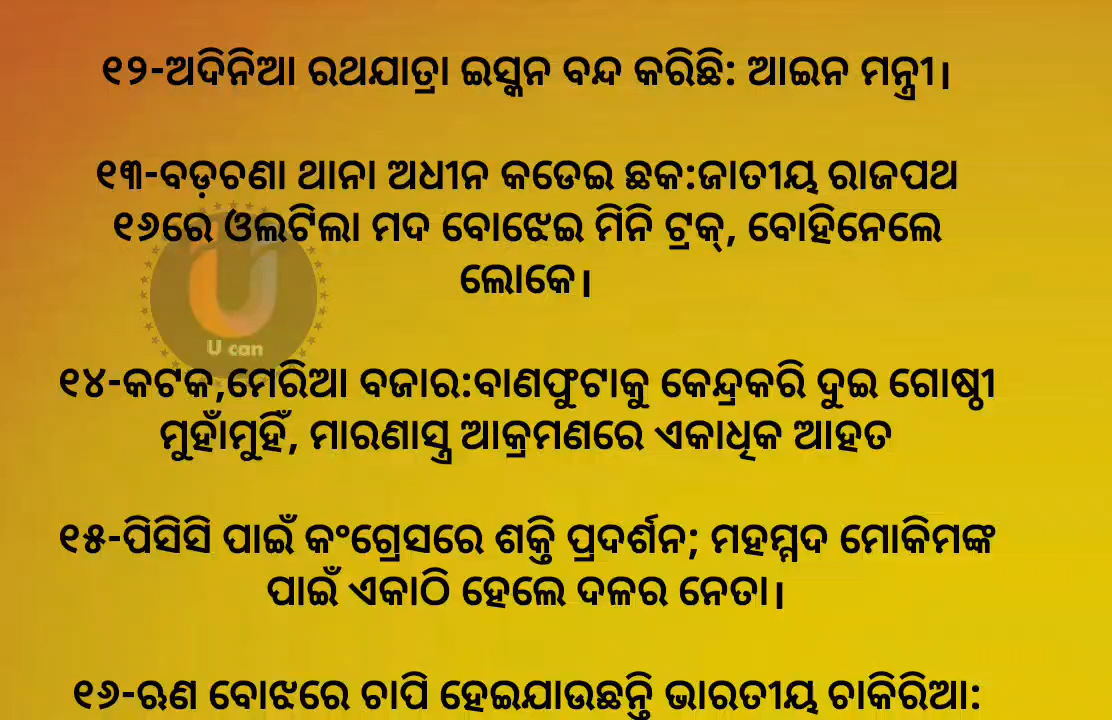 ୧୨-ଅଦିନିଆ ରଥଯାତ୍ରା ଇସ୍କନ ବନ୍ଦ କରିଛି: ଆଇନ ମନ୍ତ୍ରୀ।
୧୩-ବଡ଼ଚଣା ଥାନା ଅଧୀନ କଡେଇ ଛକ:ଜାତୀୟ ରାଜପଥ
୧୬ରେ ଓଲଟିଲା ମଦ ବୋଝେଇ ମିନି ଟ୍ରକ୍, ବୋହିନେଲେ
ଲୋକେ।
U can
୧୪-କଟକ,ମେରିଆ ବଜାର:ବାଣଫୁଟାକୁ କେନ୍ଦ୍ରକରି ଦୁଇ ଗୋଷ୍ଠୀ
ମୁହାଁମୁହିଁ, ମାରଣାସ୍ତ୍ର ଆକ୍ରମଣରେ ଏକାଧିକ ଆହତ
୧୫-ପିସିସି ପାଇଁ କଂଗ୍ରେସରେ ଶକ୍ତି ପ୍ରଦର୍ଶନ; ମହମ୍ମଦ ମୋକିମଙ୍କ
ପାଇଁ ଏକାଠି ହେଲେ ଦଳର ନେତା।
୧୬-ଋଣ ବୋଝରେ ଚାପି ହେଇଯାଉଛନ୍ତି ଭାରତୀୟ ଚାକିରିଆ: